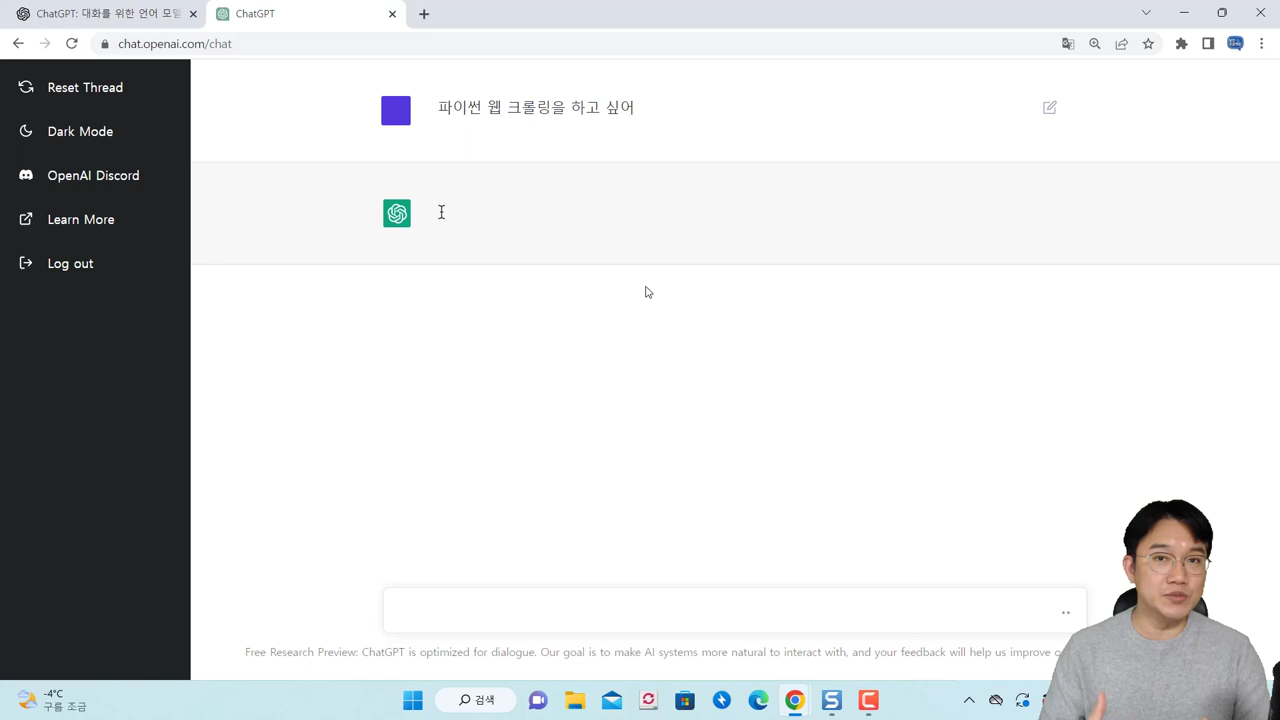 ChatGPT: 대화를 위한 언어 모델
ChatGPT
chat.openai.com/chat
Reset Thread
Dark Mode
OpenAI Discord
Learn More
Log out
파이썬 웹 크롤링을 하고 싶어
Free Research Preview: ChatGPT is optimized for dialogue. Our goal is to make AI systems more natural to interact with, and your feedback will help us improve
-4°C
구름 조금
검색